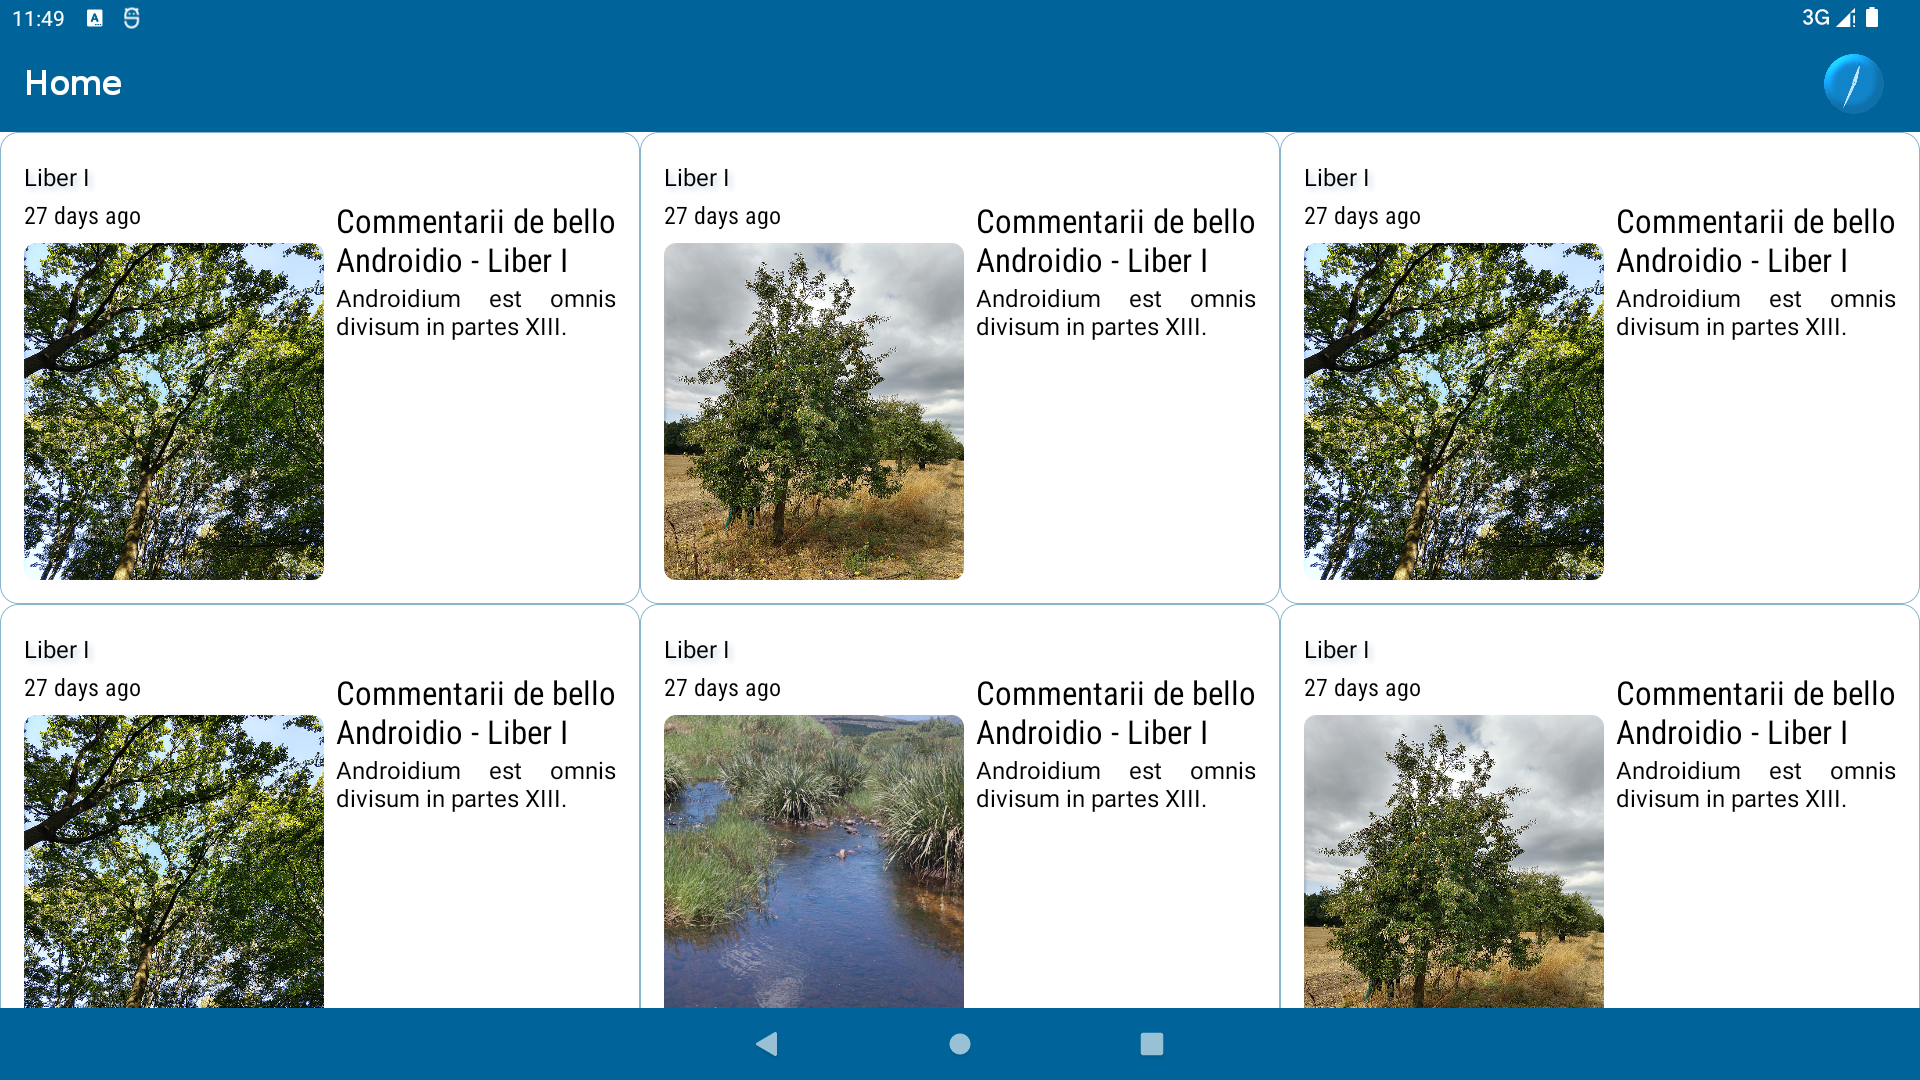 11:49
3G
Home
Liber I
27 days ago
Commentarii de bello
Androidio - Liber I
Androidium est omnis
divisum in partes XIII.
Liber I
27 days ago
Commentarii de bello
Androidio - Liber I
Androidium est omnis
divisum in partes XIII.
Liber I
27 days ago
Commentarii de bello
Androidio - Liber I
Androidium est omnis
divisum in partes XIII.
Liber I
27 days ago
Commentarii de bello
Androidio - Liber I
Androidium est omnis
divisum in partes XIII.
Liber I
27 days ago
Commentarii de bello
Androidio - Liber I
Androidium est omnis
divisum in partes XIII.
Liber I
27 days ago
Commentarii de bello
Androidio - Liber I
Androidium est omnis
divisum in partes XIII.